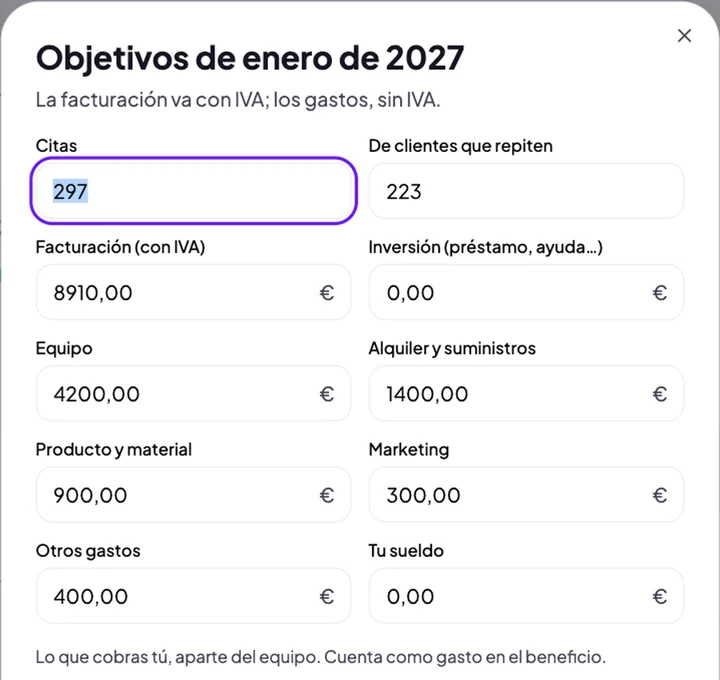 Objetivos de enero de 2027
La facturación va con IVA; los gastos, sin IVA.
Citas
De clientes que repiten
297
223
Facturación (con IVA)
Inversión (préstamo, ayuda...)
8910,00 €
0,00 €
Equipo
Alquiler y suministros
4200,00 €
1400,00 €
Producto y material
Marketing
900,00 €
300,00 €
Otros gastos
Tu sueldo
400,00 €
0,00 €
Lo que cobras tú, aparte del equipo. Cuenta como gasto en el beneficio.